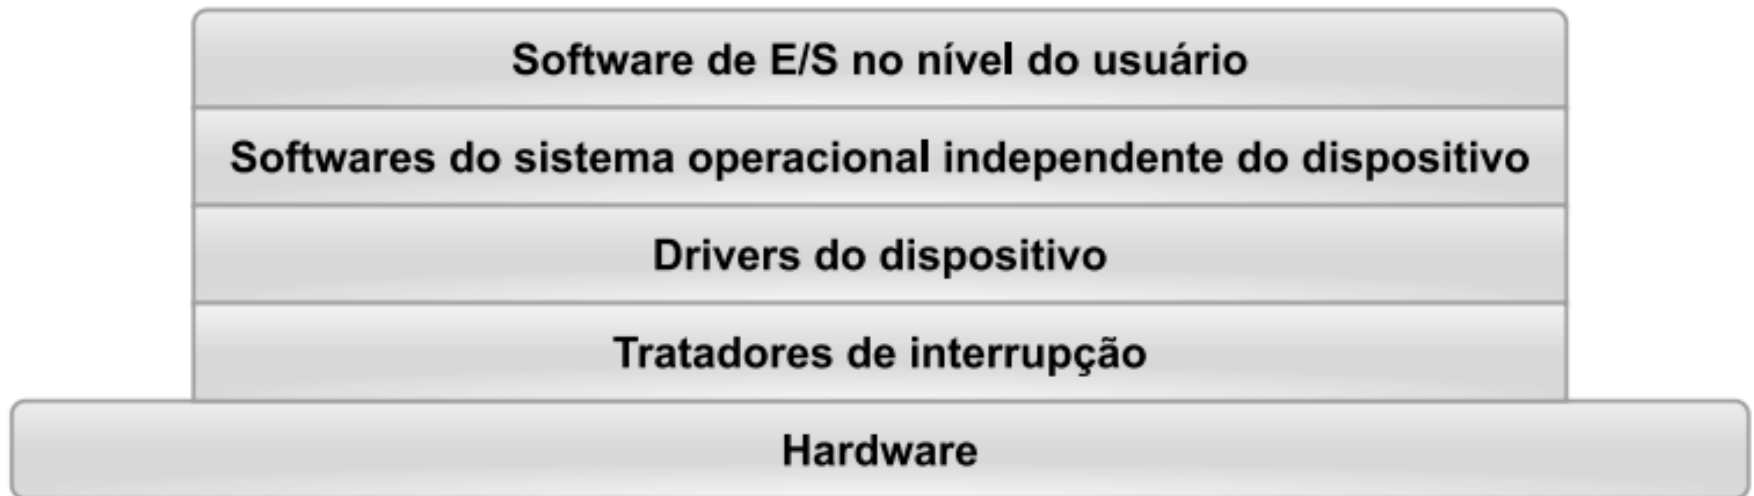 Software de E/S no nível do usuário
Softwares do sistema operacional independente do dispositivo
Drivers do dispositivo
Tratadores de interrupção
Hardware